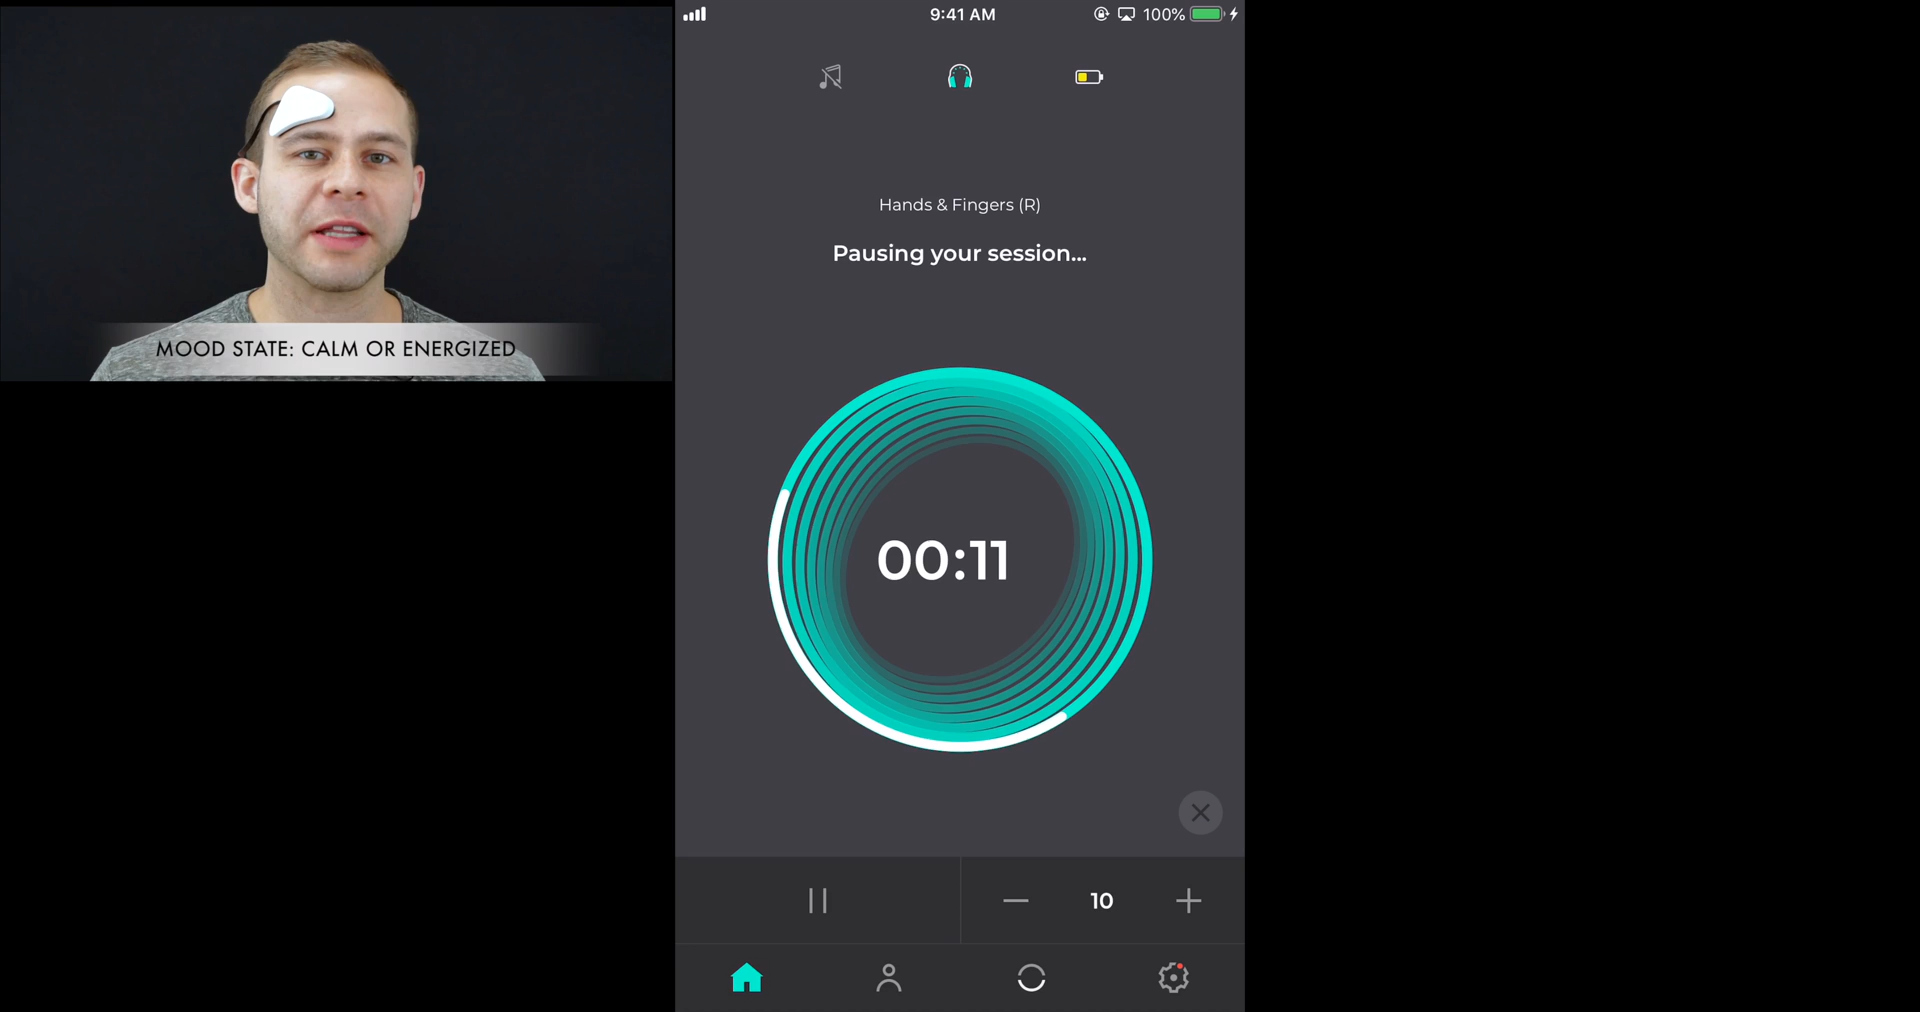 MOOD STATE: CALM OR ENERGIZED
9:41 AM
100%
Hands & Fingers (R)
Pausing your session...
00:11
10